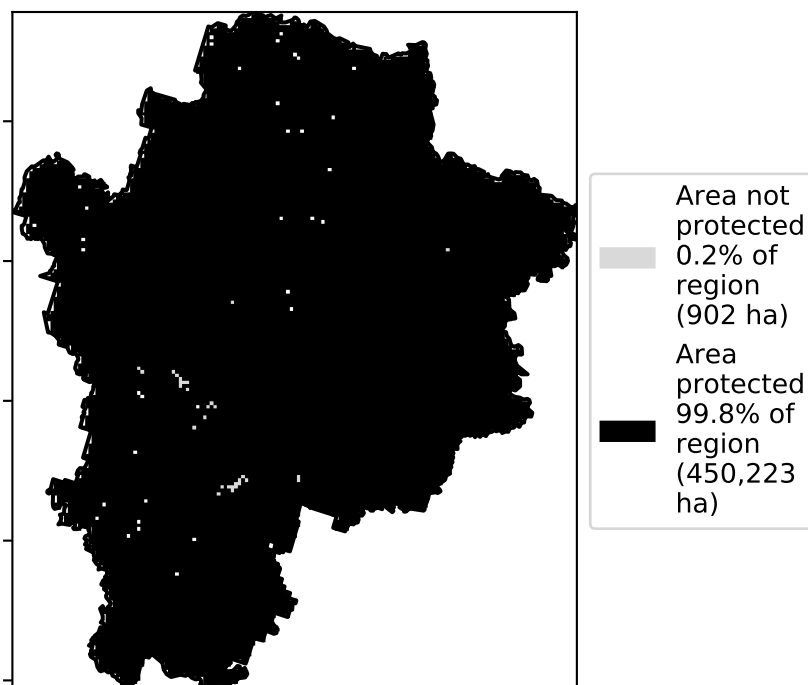 Area not
protected
0.2% of
region
(902 ha)
Area
protected
99.8% of
region
(450,223
ha)